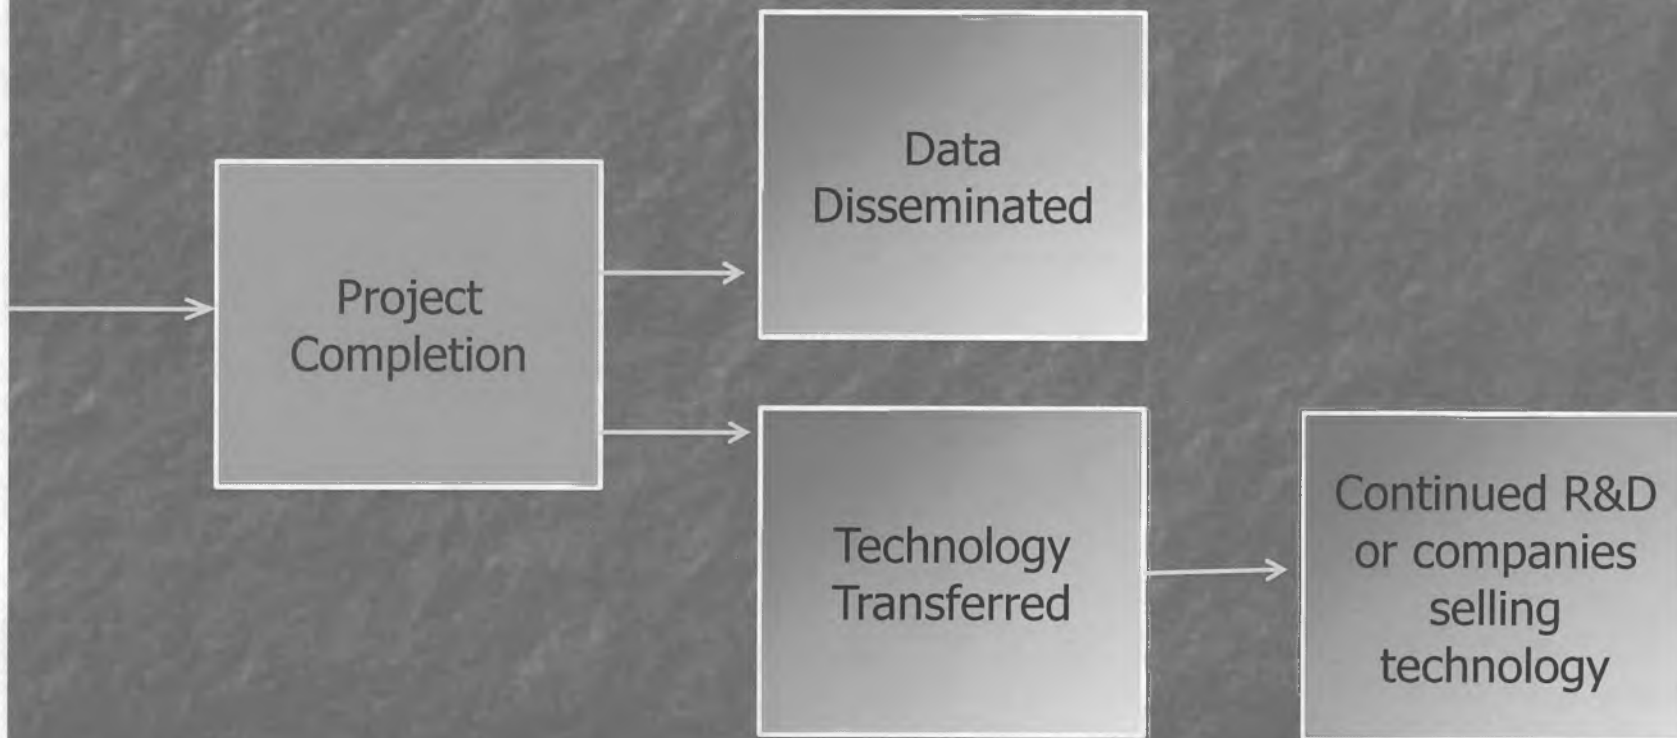 Data
Disseminated
Project
Completion
Technology
Transferred
Continued R&D
or companies
selling
technology